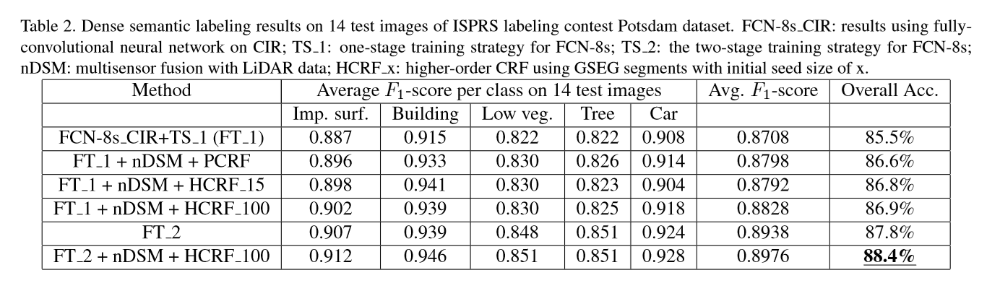 Table 2. Dense semantic labeling results on 14 test images of ISPRS labeling contest Potsdam dataset. FCN-8s_CIR: results using fully-
convolutional neural network on CIR; TS_1: one-stage training strategy for FCN-8s; TS_2: the two-stage training strategy for FCN-8s;
nDSM: multisensor fusion with LiDAR data; HCRF_x: higher-order CRF using GSEG segments with initial seed size of x.
Method Average F1-score per class on 14 test images Avg. F1-score Overall Acc.
Imp. surf. Building Low veg. Tree Car
FCN-8s_CIR+TS_1 (FT_1) 0.887 0.915 0.822 0.822 0.908 0.8708 85.5%
FT_1 + nDSM + PCRF 0.896 0.933 0.830 0.826 0.914 0.8798 86.6%
FT_1 + nDSM + HCRF_15 0.898 0.941 0.830 0.823 0.904 0.8792 86.8%
FT_1 + nDSM + HCRF_100 0.902 0.939 0.830 0.825 0.918 0.8828 86.9%
FT_2 0.907 0.939 0.848 0.851 0.924 0.8938 87.8%
FT_2 + nDSM + HCRF_100 0.912 0.946 0.851 0.851 0.928 0.8976 88.4%